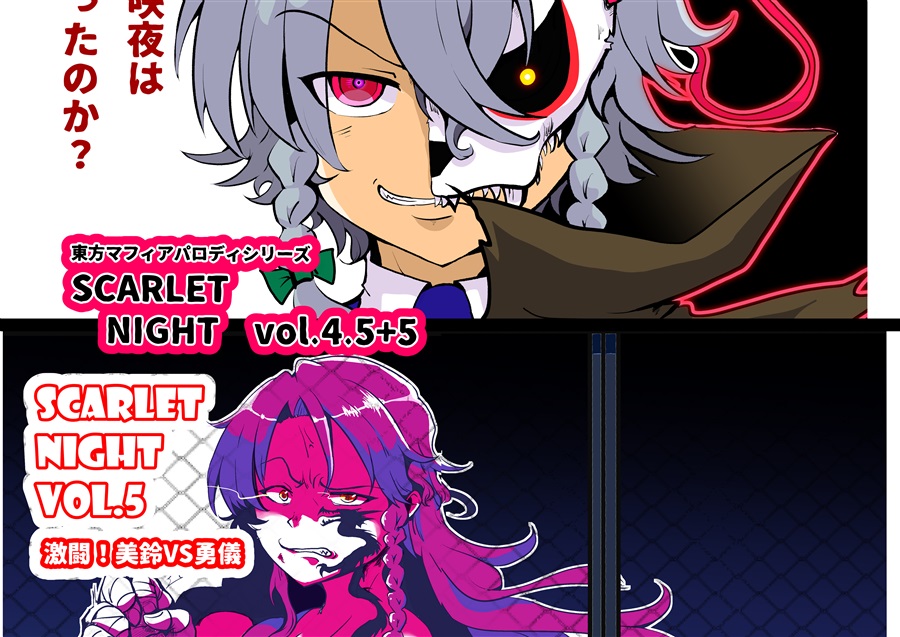 咲夜は
ったのか？
東方マフィアパロディシリーズ
SCARLET
NIGHT vol.4.5+5
SCARLET
NIGHT
VOL.5
激闘！美鈴VS勇儀